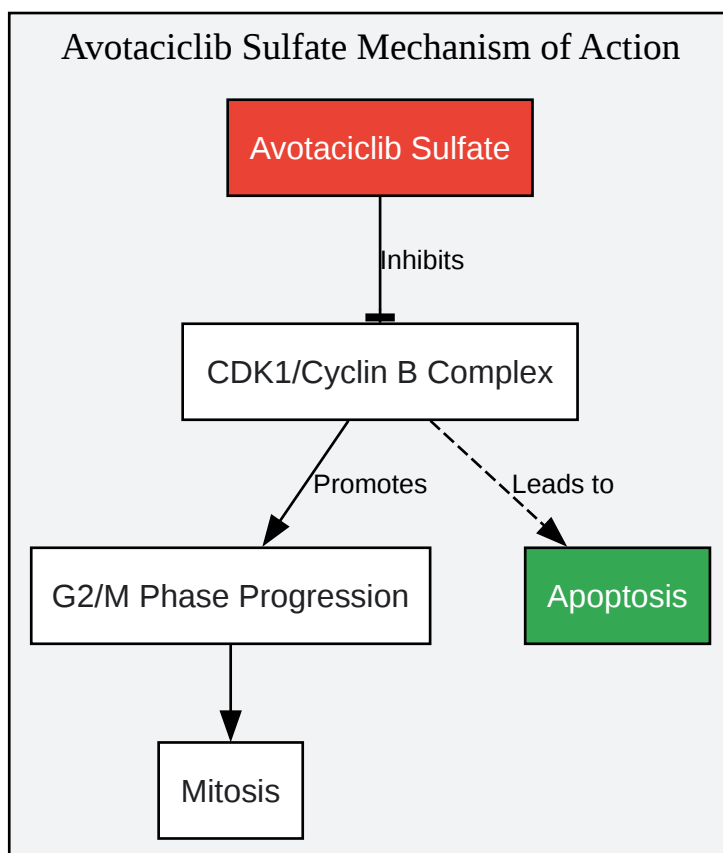 Avotaciclib Sulfate Mechanism of Action
Avotaciclib Sulfate
Inhibits
CDK1/Cyclin B Complex
Promotes
Leads to
G2/M Phase Progression
Apoptosis
Mitosis